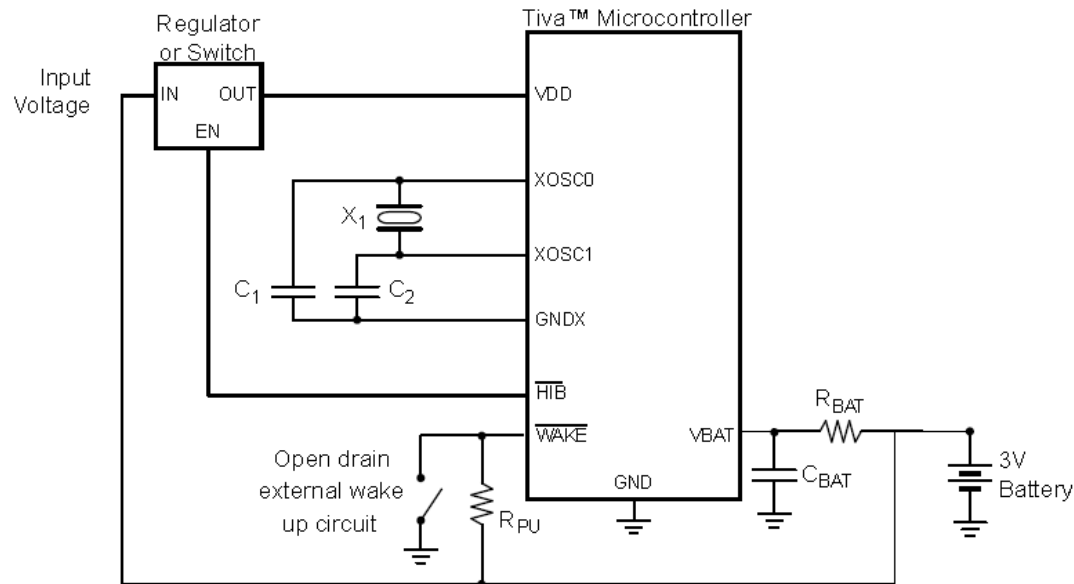 Tiva™ Microcontroller
Regulator
or Switch
Input
Voltage
IN
OUT
EN
VDD
XOSC0
X1
XOSC1
C1
C2
GNDX
HIB
WAKE
VBAT
RBAT
Open drain
external wake
up circuit
RPU
GND
CBAT
3V
Battery